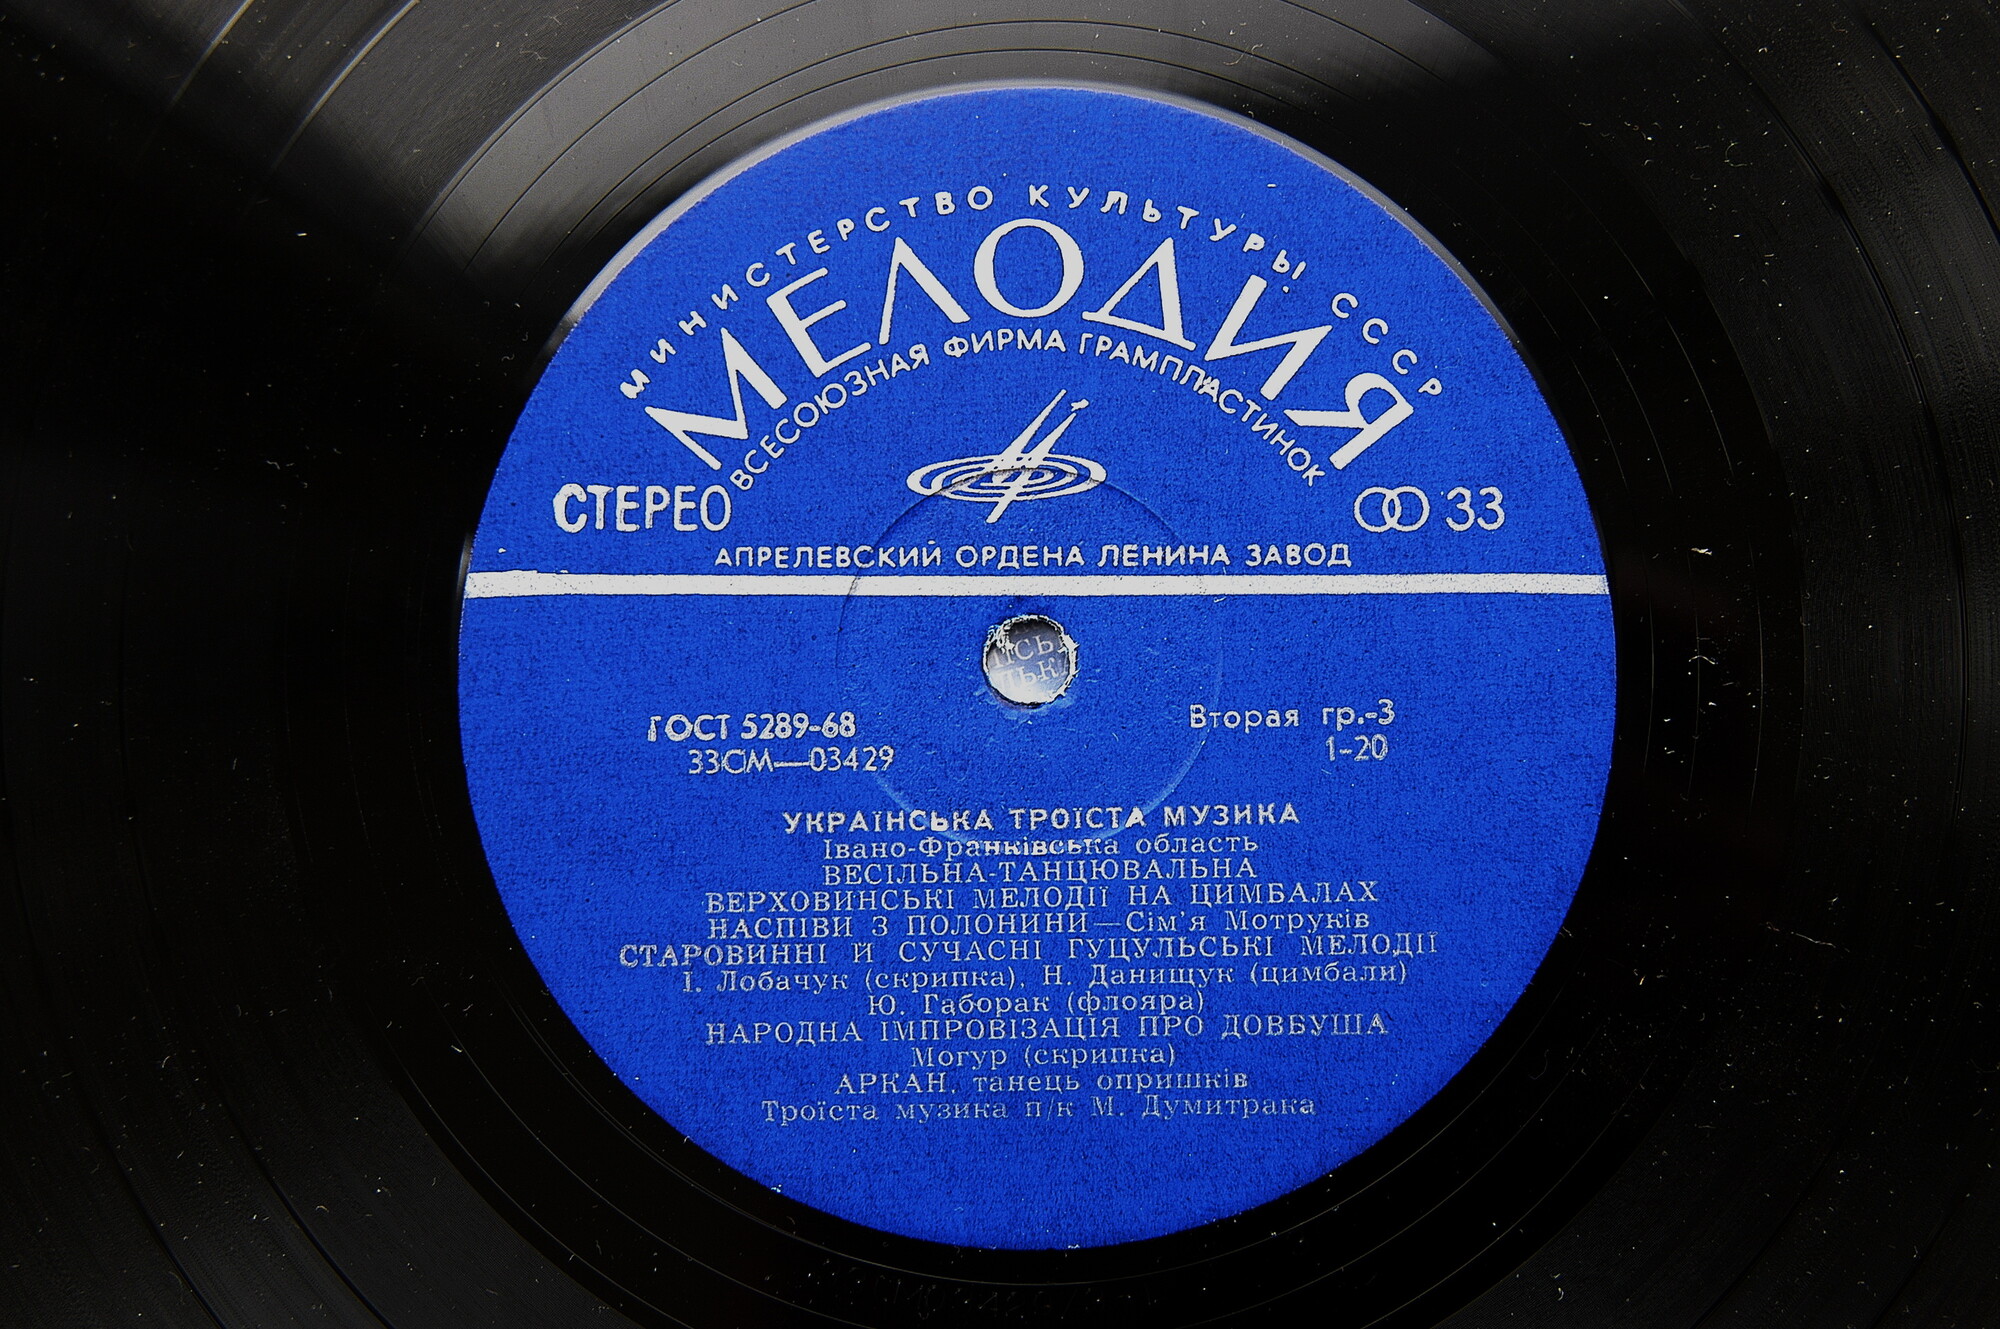 МИНИСТЕРСТВО КУЛЬТУРЫ СССР
МЕЛОДИЯ
ВСЕСОЮЗНАЯ ФИРМА ГРАМПЛАСТИНОК
СТЕРЕО 33
АПРЕЛЕВСКИЙ ОРДЕНА ЛЕНИНА ЗАВОД
ГОСТ 5289-68 Вторая гр.-3
33СМ—03429 1-20
УКРАЇНСЬКА ТРОЇСТА МУЗИКА
Івано-Франківська область
ВЕСІЛЬНА-ТАНЦЮВАЛЬНА
ВЕРХОВИНСЬКІ МЕЛОДІЇ НА ЦИМБАЛАХ
НАСПІВИ З ПОЛОНИНИ—Сім'я Мотруків
СТАРОВИННІ Й СУЧАСНІ ГУЦУЛЬСЬКІ МЕЛОДІЇ
І. Лобачук (скрипка), Н. Данищук (цимбали)
Ю. Габорак (флояра)
НАРОДНА ІМПРОВІЗАЦІЯ ПРО ДОВБУША
Могур (скрипка)
АРКАН, танець опришків
Троїста музика п/к М. Думитрака